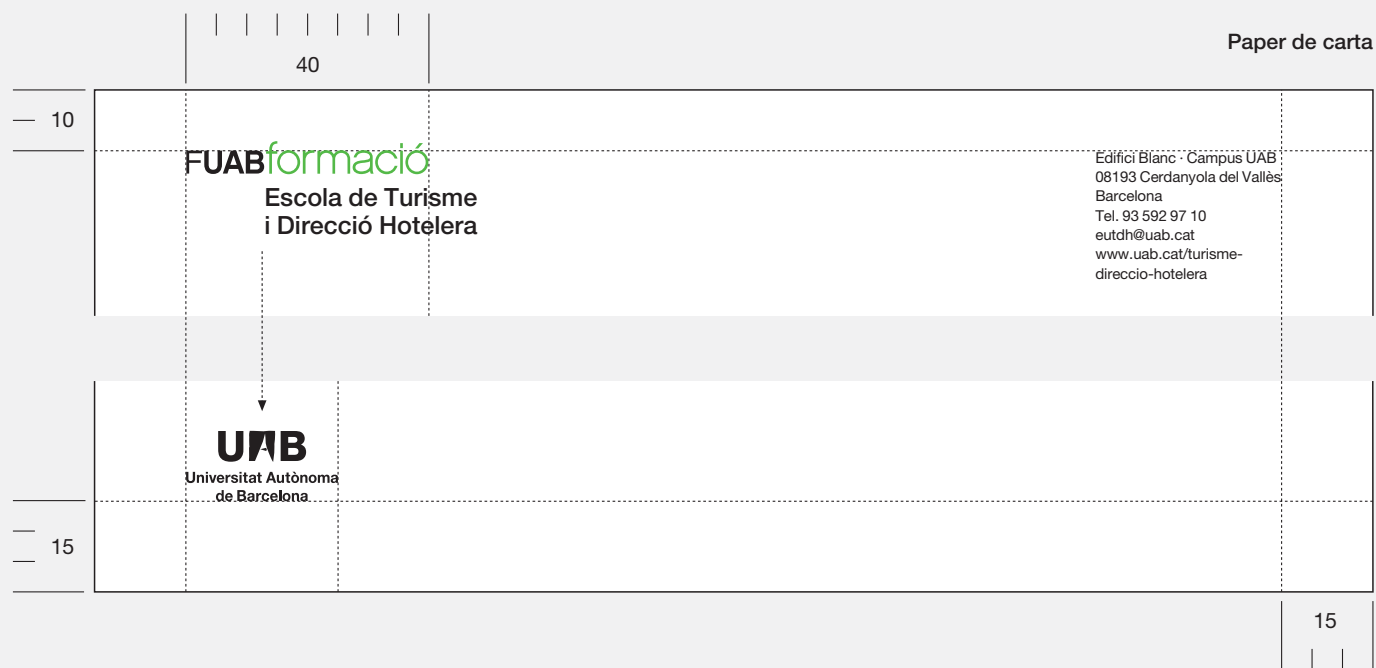 Paper de carta
40
10
FUABformació
Escola de Turisme
i Direcció Hotelera
Edifici Blanc · Campus UAB
08193 Cerdanyola del Vallès
Barcelona
Tel. 93 592 97 10
eutdh@uab.cat
www.uab.cat/turisme-
direccio-hotelera
UAB
Universitat Autònoma
de Barcelona
15
15